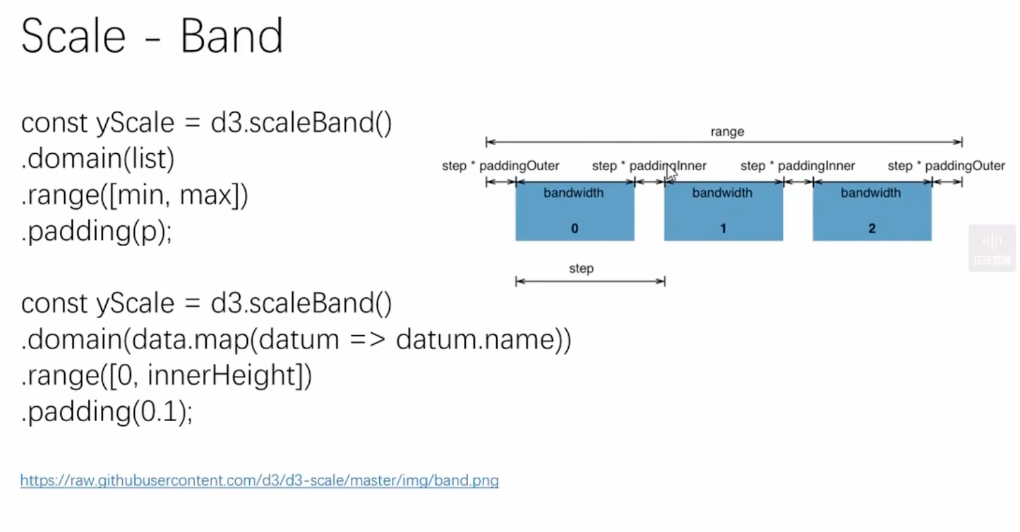 Scale - Band
const yScale = d3.scaleBand()
.domain(list)
.range([min, max])
.padding(p);
range
step * paddingOuter step * paddingInner step * paddingInner step * paddingOuter
bandwidth bandwidth bandwidth
0 1 2
step
const yScale = d3.scaleBand()
.domain(data.map(datum => datum.name))
.range([0, innerHeight])
.padding(0.1);
https://raw.githubusercontent.com/d3/d3-scale/master/img/band.png